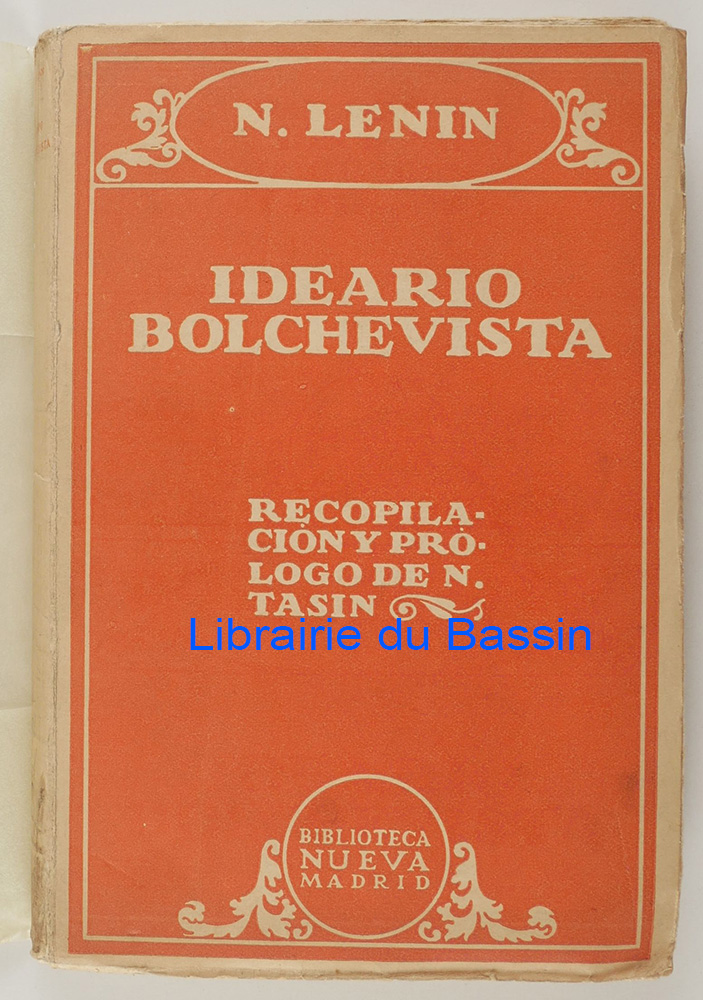 N. LENIN
IDEARIO
BOLCHEVISTA
RECOPILA-
CIÓN Y PRÓ-
LOGO DE N.
TASIN
Librairie du Bassin
BIBLIOTECA
NUEVA
MADRID